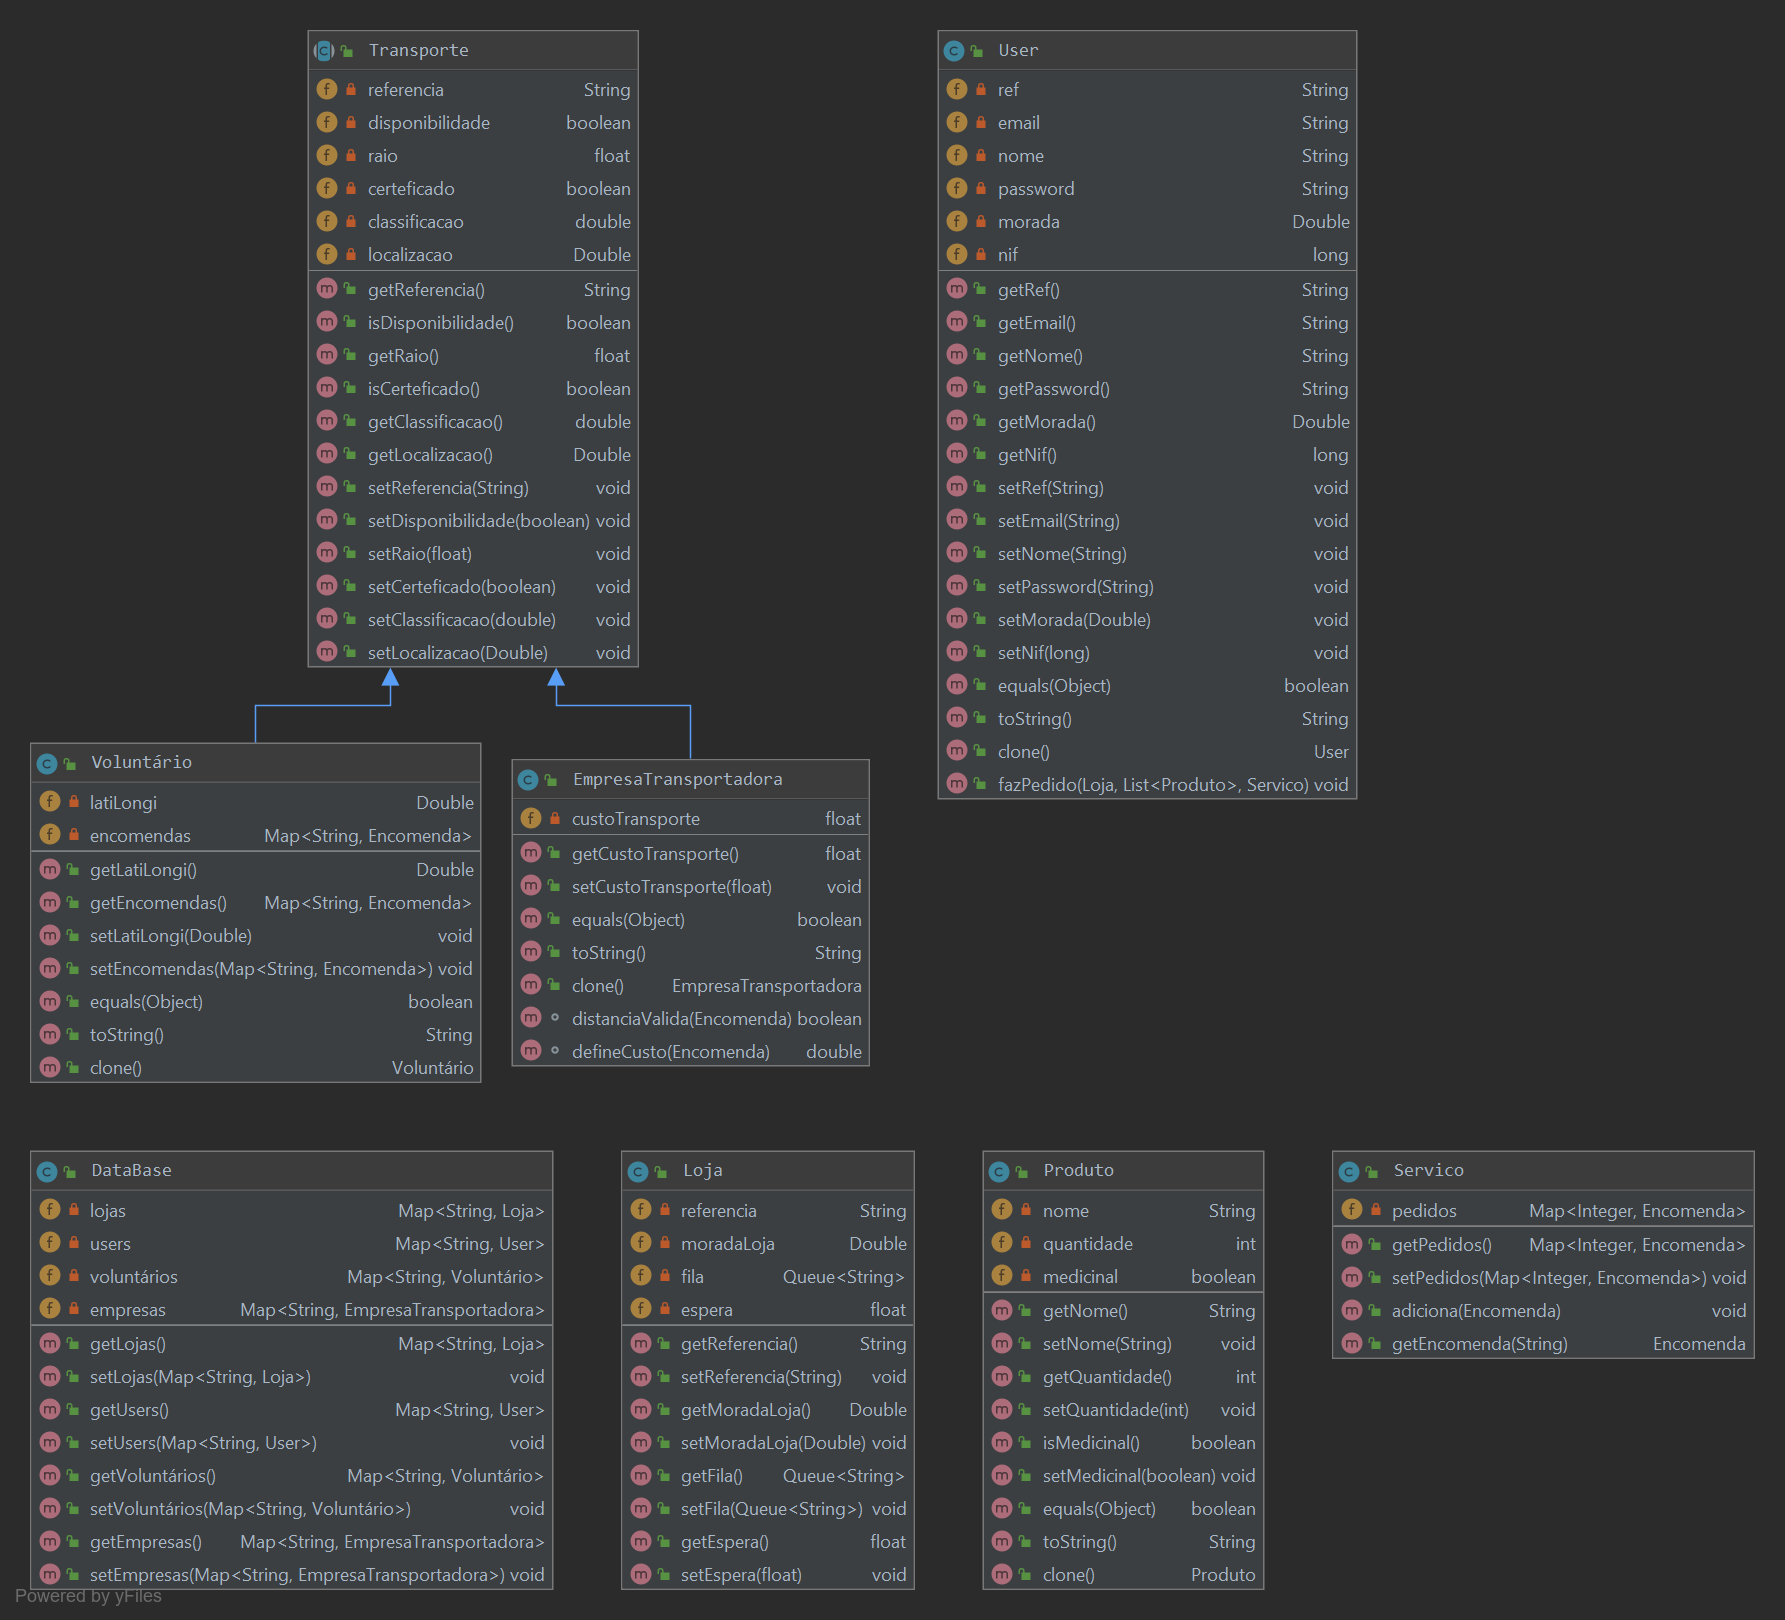 Transporte
referencia String
disponibilidade boolean
raio float
certeficado boolean
classificacao double
localizacao Double
getReferencia() String
isDisponibilidade() boolean
getRaio() float
isCerteficado() boolean
getClassificacao() double
getLocalizacao() Double
setReferencia(String) void
setDisponibilidade(boolean) void
setRaio(float) void
setCerteficado(boolean) void
setClassificacao(double) void
setLocalizacao(Double) void
User
ref String
email String
nome String
password String
morada Double
nif long
getRef() String
getEmail() String
getNome() String
getPassword() String
getMorada() Double
getNif() long
setRef(String) void
setEmail(String) void
setNome(String) void
setPassword(String) void
setMorada(Double) void
setNif(long) void
equals(Object) boolean
toString() String
clone() User
fazPedido(Loja, List<Produto>, Servico) void
Voluntário
latiLongi Double
encomendas Map<String, Encomenda>
getLatiLongi() Double
getEncomendas() Map<String, Encomenda>
setLatiLongi(Double) void
setEncomendas(Map<String, Encomenda>) void
equals(Object) boolean
toString() String
clone() Voluntário
EmpresaTransportadora
custoTransporte float
getCustoTransporte() float
setCustoTransporte(float) void
equals(Object) boolean
toString() String
clone() EmpresaTransportadora
distanciaValida(Encomenda) boolean
defineCusto(Encomenda) double
DataBase
lojas Map<String, Loja>
users Map<String, User>
voluntários Map<String, Voluntário>
empresas Map<String, EmpresaTransportadora>
getLojas() Map<String, Loja>
setLojas(Map<String, Loja>) void
getUsers() Map<String, User>
setUsers(Map<String, User>) void
getVoluntários() Map<String, Voluntário>
setVoluntários(Map<String, Voluntário>) void
getEmpresas() Map<String, EmpresaTransportadora>
setEmpresas(Map<String, EmpresaTransportadora>) void
Loja
referencia String
moradaLoja Double
fila Queue<String>
espera float
getReferencia() String
setReferencia(String) void
getMoradaLoja() Double
setMoradaLoja(Double) void
getFila() Queue<String>
setFila(Queue<String>) void
getEspera() float
setEspera(float) void
Produto
nome String
quantidade int
medicinal boolean
getNome() String
setNome(String) void
getQuantidade() int
setQuantidade(int) void
isMedicinal() boolean
setMedicinal(boolean) void
equals(Object) boolean
toString() String
clone() Produto
Servico
pedidos Map<Integer, Encomenda>
getPedidos() Map<Integer, Encomenda>
setPedidos(Map<Integer, Encomenda>) void
adiciona(Encomenda) void
getEncomenda(String) Encomenda
Powered by yFiles